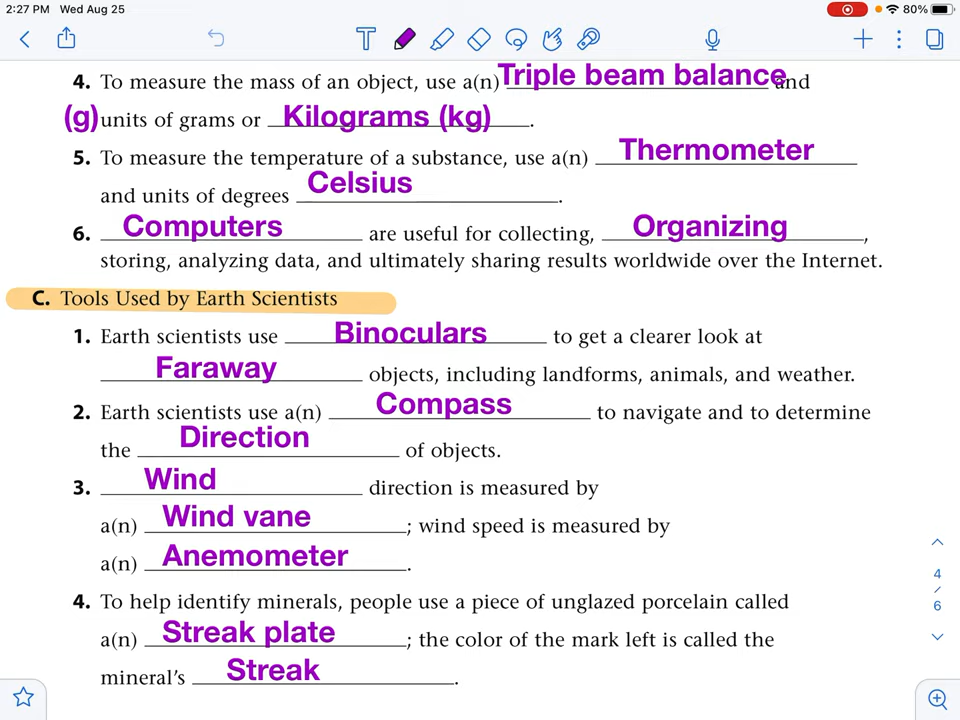 2:27 PM Wed Aug 25 80%
4. To measure the mass of an object, use a(n) Triple beam balance and
(g) units of grams or Kilograms (kg).
5. To measure the temperature of a substance, use a(n) Thermometer
and units of degrees Celsius.
6. Computers are useful for collecting, Organizing,
storing, analyzing data, and ultimately sharing results worldwide over the Internet.
C. Tools Used by Earth Scientists
1. Earth scientists use Binoculars to get a clearer look at
Faraway objects, including landforms, animals, and weather.
2. Earth scientists use a(n) Compass to navigate and to determine
the Direction of objects.
3. Wind direction is measured by
a(n) Wind vane; wind speed is measured by
a(n) Anemometer.
4. To help identify minerals, people use a piece of unglazed porcelain called
a(n) Streak plate; the color of the mark left is called the
mineral's Streak.
4
/
6